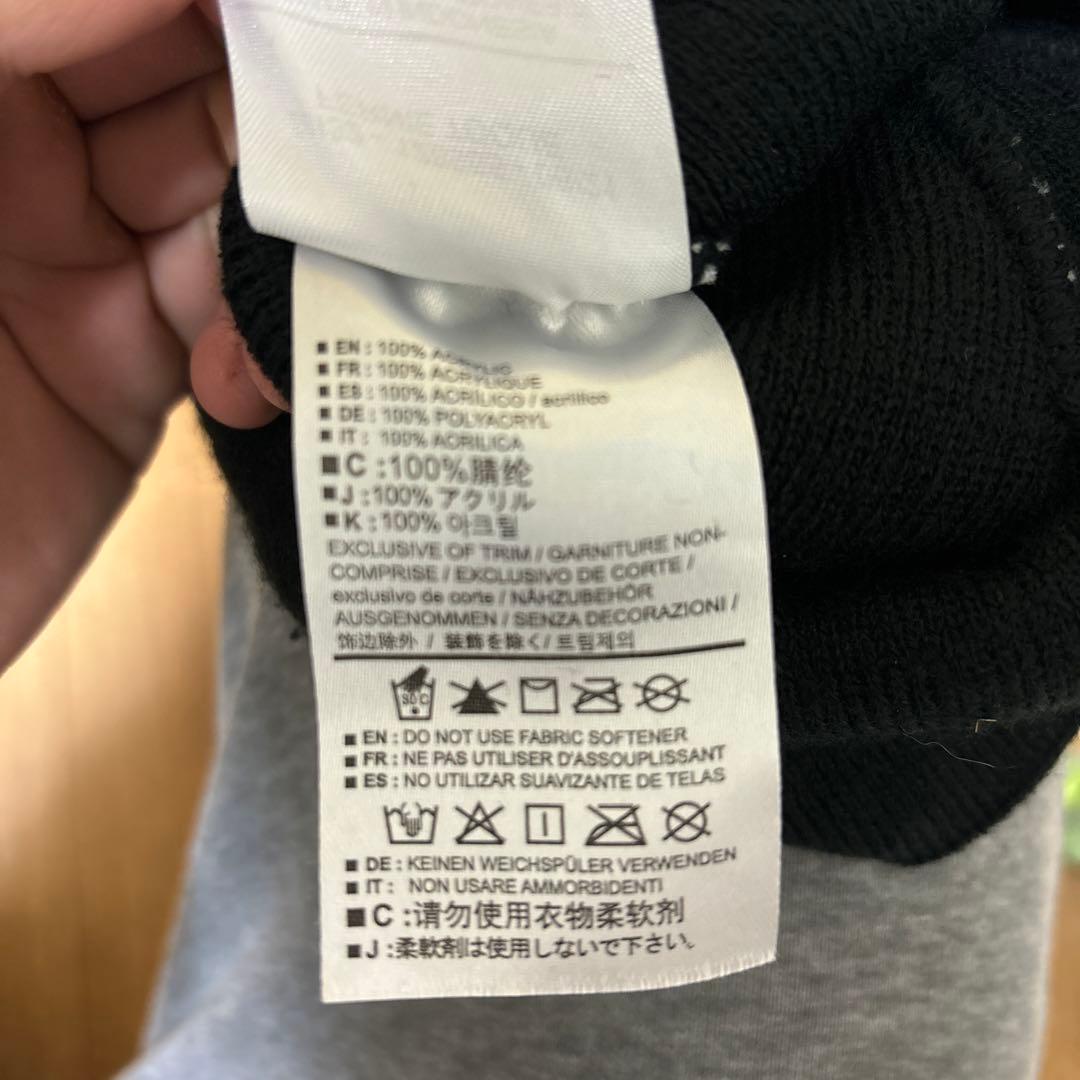 ■ EN : 100% ACRYLIC
■ FR : 100% ACRYLIQUE
■ ES : 100% ACRÍLICO / acrílico
■ DE : 100% POLYACRYL
■ IT : 100% ACRILICA
■ C :100%腈纶
■ J :100% アクリル
■ K : 100% 아크릴
EXCLUSIVE OF TRIM / GARNITURE NON-
COMPRISE / EXCLUSIVO DE CORTE /
exclusivo de corte / NÄHZUBEHÖR
AUSGENOMMEN / SENZA DECORAZIONI /
饰边除外 / 装飾を除く/ 트림제의
30°C
■ EN : DO NOT USE FABRIC SOFTENER
■ FR : NE PAS UTILISER D'ASSOUPLISSANT
■ ES : NO UTILIZAR SUAVIZANTE DE TELAS
■ DE : KEINEN WEICHSPÜLER VERWENDEN
■ IT : NON USARE AMMORBIDENTI
■ C :请勿使用衣物柔软剂
■ J :柔軟剤は使用しないで下さい。